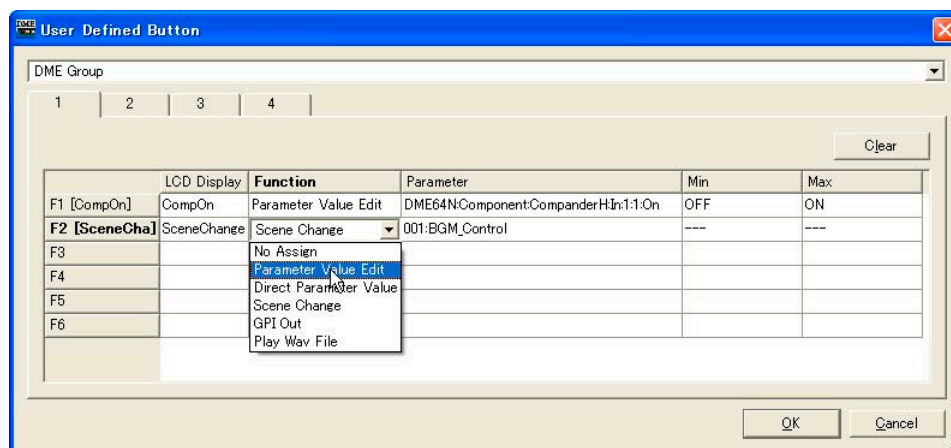 DME User Defined Button
DME Group
1 2 3 4
Clear
LCD Display Function Parameter Min Max
F1 [CompOn] CompOn Parameter Value Edit DME64N:Component:CompanderH:In:1:1:On OFF ON
F2 [SceneCha] SceneChange Scene Change 001:BGM_Control --- ---
F3 No Assign
Parameter Value Edit
F4 Direct Parameter Value
F5 Scene Change
F6 GPI Out
Play Wav File
OK Cancel